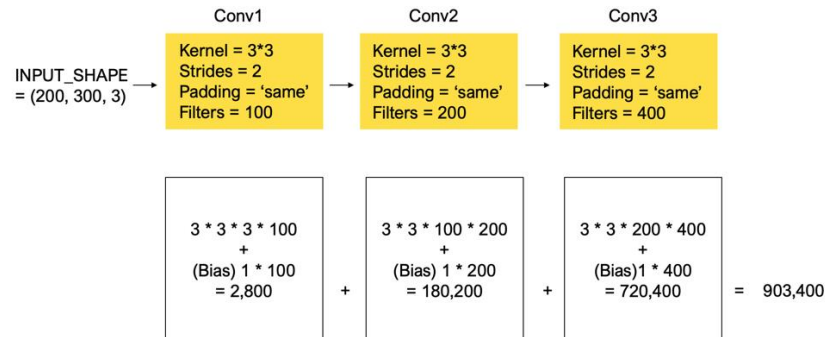 Conv1
Conv2
Conv3
INPUT_SHAPE
= (200, 300, 3)
Kernel = 3*3
Strides = 2
Padding = ‘same’
Filters = 100
Kernel = 3*3
Strides = 2
Padding = ‘same’
Filters = 200
Kernel = 3*3
Strides = 2
Padding = ‘same’
Filters = 400
3 * 3 * 3 * 100
+
(Bias) 1 * 100
= 2,800
+
3 * 3 * 100 * 200
+
(Bias) 1 * 200
= 180,200
+
3 * 3 * 200 * 400
+
(Bias)1 * 400
= 720,400
= 903,400